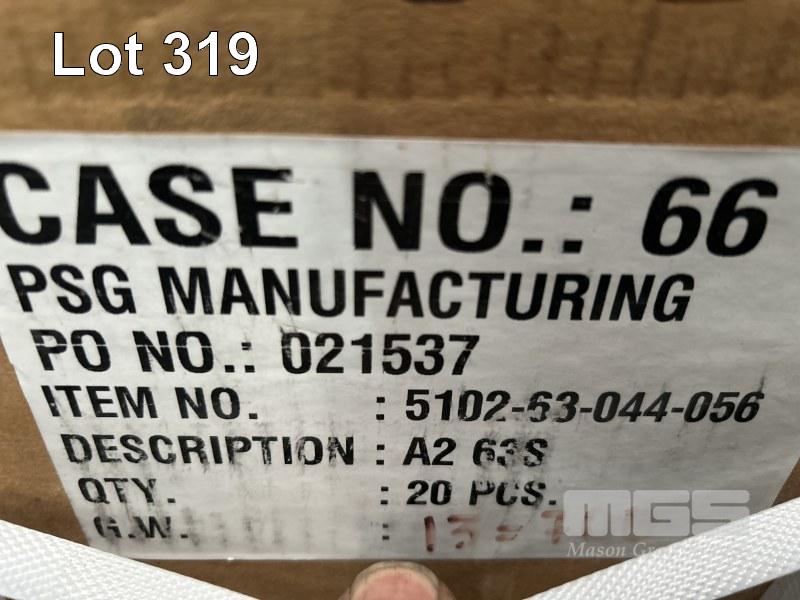 Lot 319
CASE NO.: 66
PSG MANUFACTURING
PO NO.: 021537
ITEM NO. : 5102-63-044-056
DESCRIPTION : A2 63S
QTY. : 20 PCS.
G.W. :
MGS
Mason